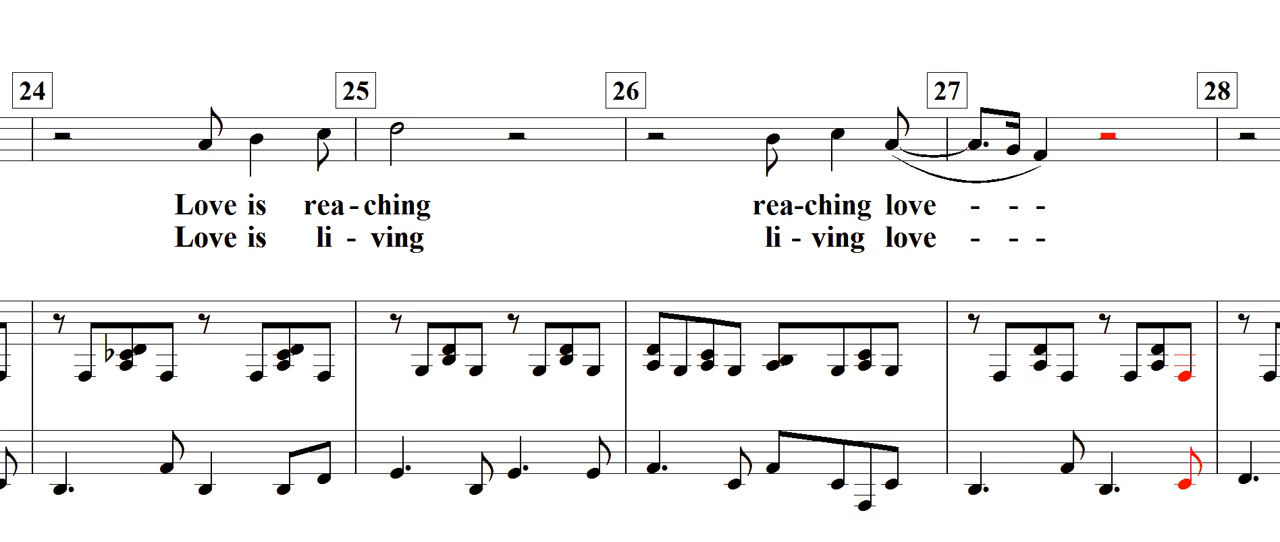 24 25 26 27 28
Love is rea - ching rea-ching love - - -
Love is li - ving li - ving love - - -